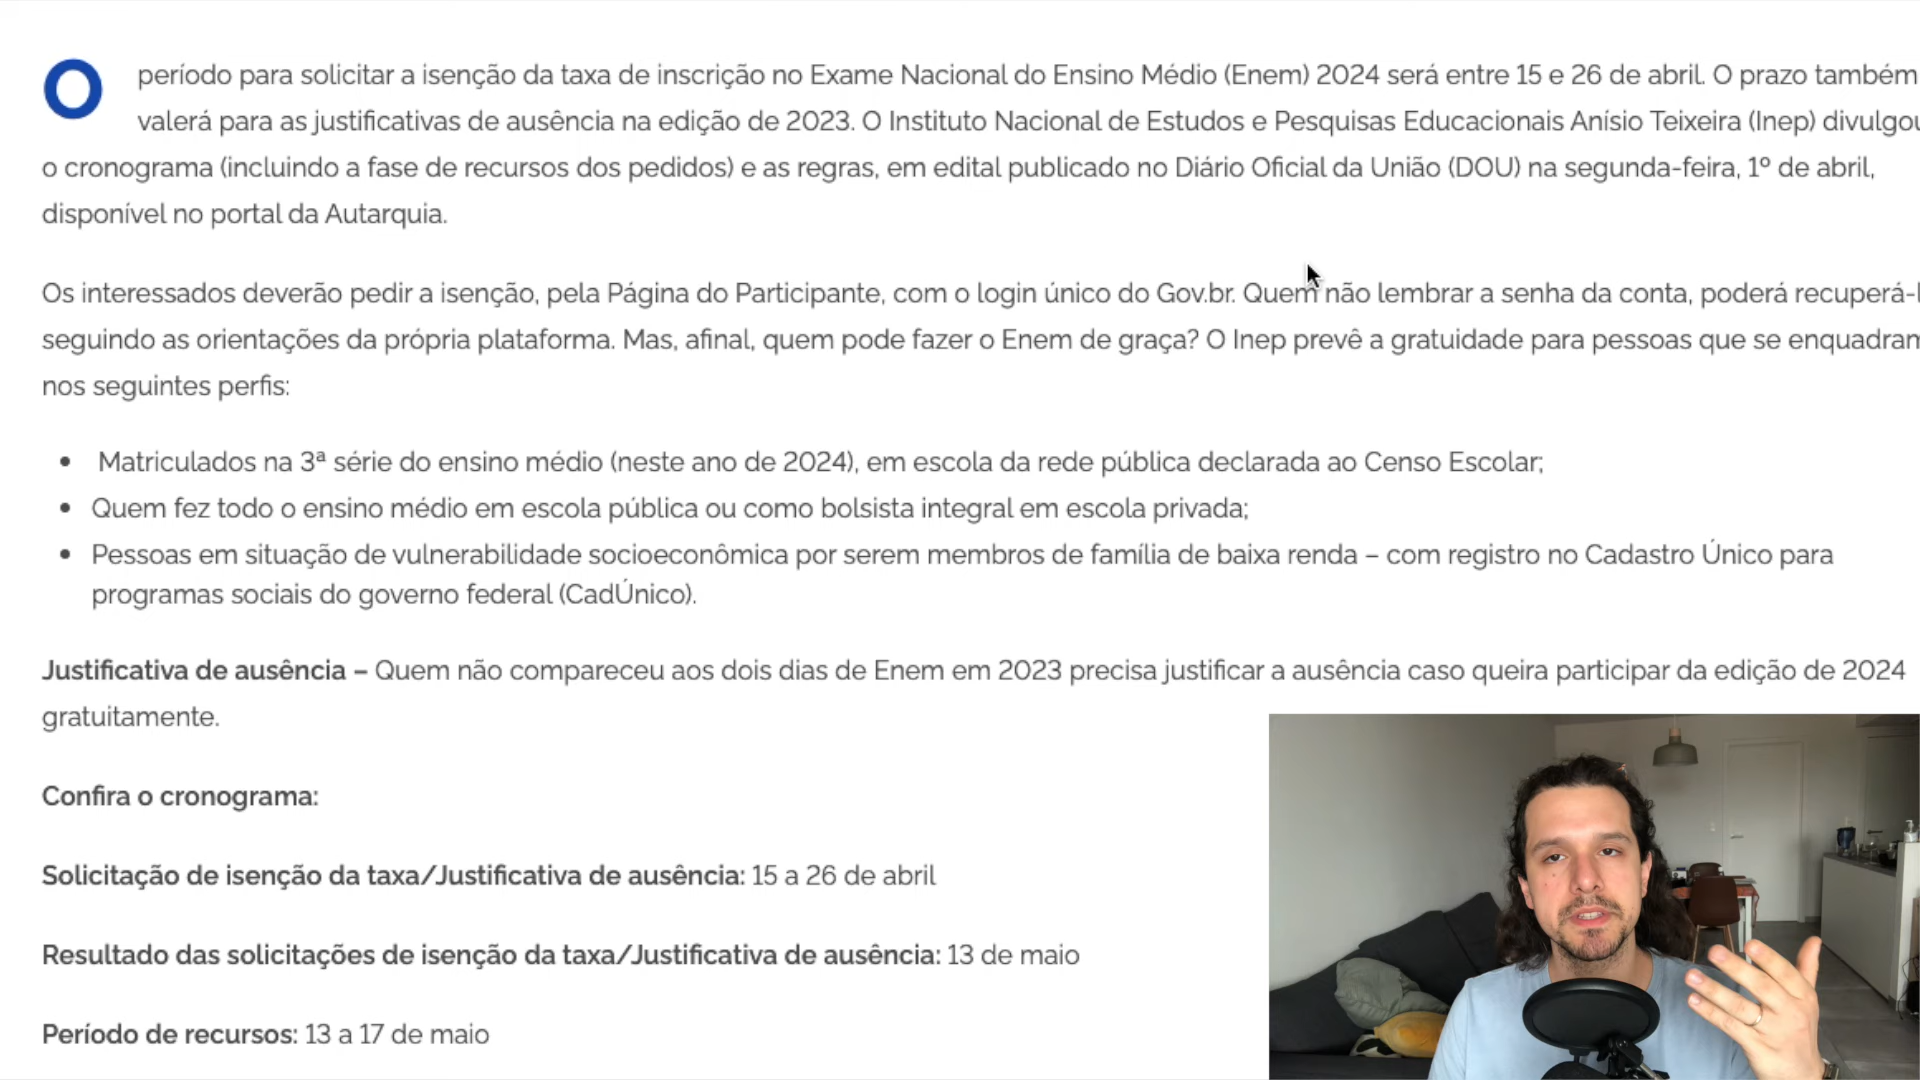 O período para solicitar a isenção da taxa de inscrição no Exame Nacional do Ensino Médio (Enem) 2024 será entre 15 e 26 de abril. O prazo também
valerá para as justificativas de ausência na edição de 2023. O Instituto Nacional de Estudos e Pesquisas Educacionais Anísio Teixeira (Inep) divulgou
o cronograma (incluindo a fase de recursos dos pedidos) e as regras, em edital publicado no Diário Oficial da União (DOU) na segunda-feira, 1º de abril,
disponível no portal da Autarquia.
Os interessados deverão pedir a isenção, pela Página do Participante, com o login único do Gov.br. Quem não lembrar a senha da conta, poderá recuperá-
seguindo as orientações da própria plataforma. Mas, afinal, quem pode fazer o Enem de graça? O Inep prevê a gratuidade para pessoas que se enquadram
nos seguintes perfis:
• Matriculados na 3ª série do ensino médio (neste ano de 2024), em escola da rede pública declarada ao Censo Escolar;
• Quem fez todo o ensino médio em escola pública ou como bolsista integral em escola privada;
• Pessoas em situação de vulnerabilidade socioeconômica por serem membros de família de baixa renda – com registro no Cadastro Único para
programas sociais do governo federal (CadÚnico).
Justificativa de ausência – Quem não compareceu aos dois dias de Enem em 2023 precisa justificar a ausência caso queira participar da edição de 2024
gratuitamente.
Confira o cronograma:
Solicitação de isenção da taxa/Justificativa de ausência: 15 a 26 de abril
Resultado das solicitações de isenção da taxa/Justificativa de ausência: 13 de maio
Período de recursos: 13 a 17 de maio